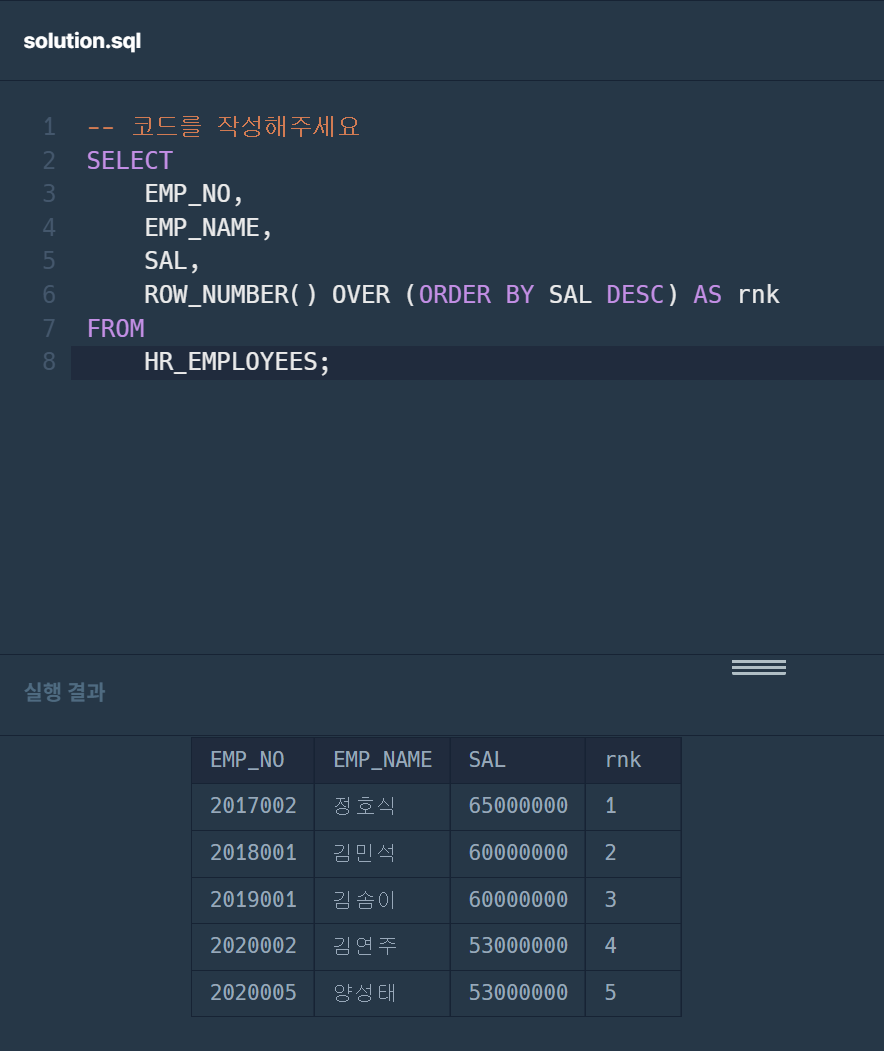 solution.sql
1 -- 코드를 작성해주세요
2 SELECT
3 EMP_NO,
4 EMP_NAME,
5 SAL,
6 ROW_NUMBER() OVER (ORDER BY SAL DESC) AS rnk
7 FROM
8 HR_EMPLOYEES;
실행 결과
EMP_NO EMP_NAME SAL rnk
2017002 정호식 65000000 1
2018001 김민석 60000000 2
2019001 김솜이 60000000 3
2020002 김연주 53000000 4
2020005 양성태 53000000 5